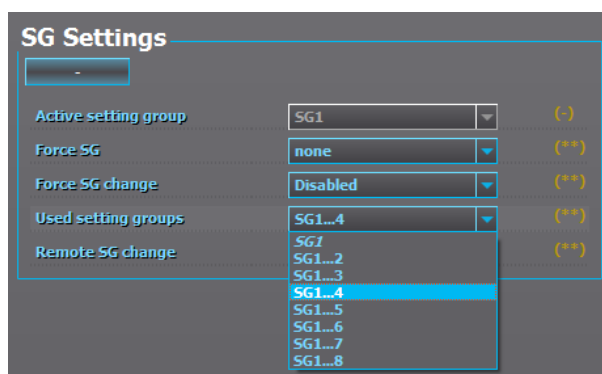 SG Settings
-
Active setting group SG1 (-)
Force SG none (**)
Force SG change Disabled (**)
Used setting groups SG1...4 (**)
Remote SG change (**)
SG1
SG1...2
SG1...3
SG1...4
SG1...5
SG1...6
SG1...7
SG1...8